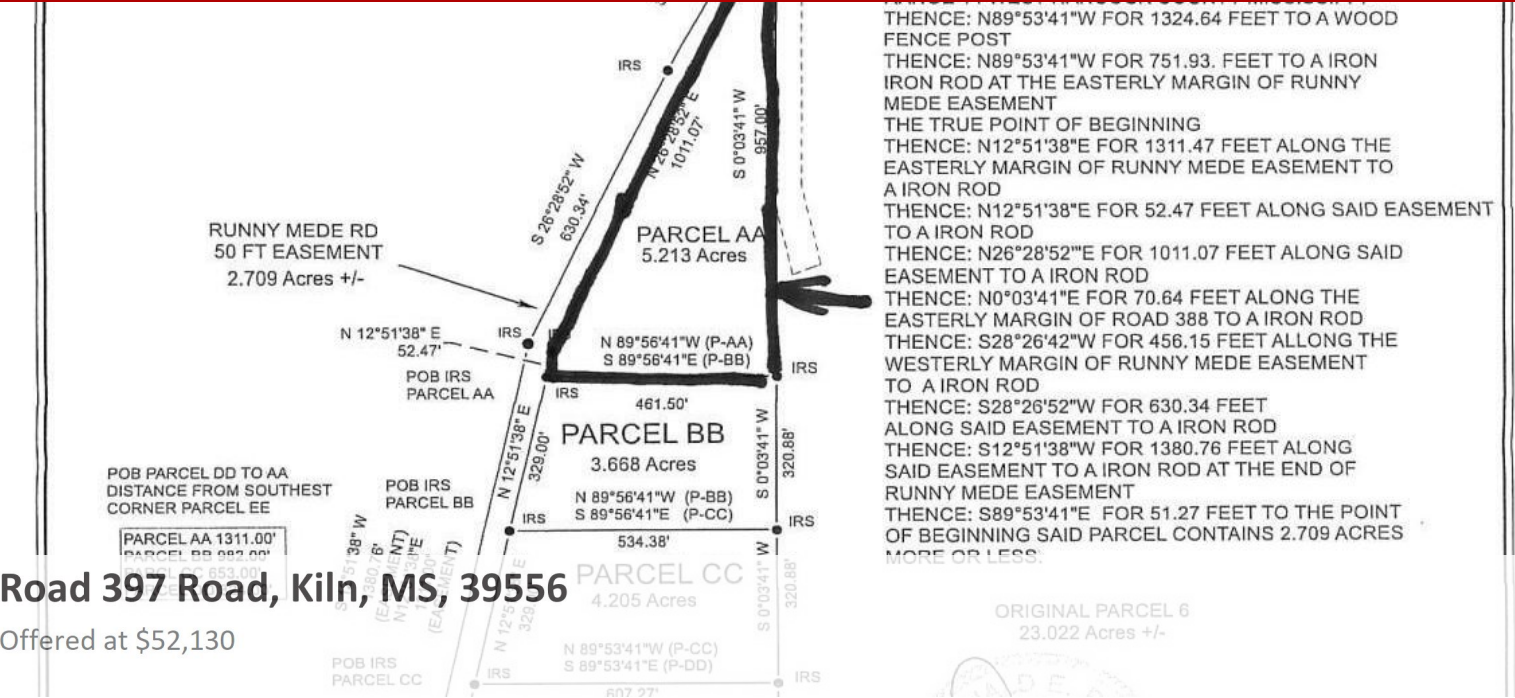 IRS
S 26°28'52" W
630.34'
N 26°28'52" E
1011.07'
S 0°03'41" W
957.00'
PARCEL AA
5.213 Acres
RUNNY MEDE RD
50 FT EASEMENT
2.709 Acres +/-
N 12°51'38" E
52.47'
IRS
N 89°56'41"W (P-AA)
S 89°56'41"E (P-BB)
IRS
POB IRS
PARCEL AA
IRS
461.50'
N 12°51'38" E
329.00'
PARCEL BB
3.668 Acres
S 0°03'41" W
320.88'
POB PARCEL DD TO AA
DISTANCE FROM SOUTHEST
CORNER PARCEL EE
POB IRS
PARCEL BB
N 89°56'41"W (P-BB)
S 89°56'41"E (P-CC)
IRS
IRS
534.38'
PARCEL AA 1311.00'
PARCEL BB 982.00'
PARCEL CC 653.00'
1380.76'
(EASEMENT)
PARCEL CC
4.205 Acres
S 0°03'41" W
320.88'
Road 397 Road, Kiln, MS, 39556
Offered at $52,130
N 89°53'41"W (P-CC)
S 89°53'41"E (P-DD)
POB IRS
PARCEL CC
IRS
IRS
607.27'
THENCE: N89°53'41"W FOR 1324.64 FEET TO A WOOD
FENCE POST
THENCE: N89°53'41"W FOR 751.93. FEET TO A IRON
IRON ROD AT THE EASTERLY MARGIN OF RUNNY
MEDE EASEMENT
THE TRUE POINT OF BEGINNING
THENCE: N12°51'38"E FOR 1311.47 FEET ALONG THE
EASTERLY MARGIN OF RUNNY MEDE EASEMENT TO
A IRON ROD
THENCE: N12°51'38"E FOR 52.47 FEET ALONG SAID EASEMENT
TO A IRON ROD
THENCE: N26°28'52'"E FOR 1011.07 FEET ALONG SAID
EASEMENT TO A IRON ROD
THENCE: N0°03'41"E FOR 70.64 FEET ALONG THE
EASTERLY MARGIN OF ROAD 388 TO A IRON ROD
THENCE: S28°26'42"W FOR 456.15 FEET ALLONG THE
WESTERLY MARGIN OF RUNNY MEDE EASEMENT
TO A IRON ROD
THENCE: S28°26'52"W FOR 630.34 FEET
ALONG SAID EASEMENT TO A IRON ROD
THENCE: S12°51'38"W FOR 1380.76 FEET ALONG
SAID EASEMENT TO A IRON ROD AT THE END OF
RUNNY MEDE EASEMENT
THENCE: S89°53'41"E FOR 51.27 FEET TO THE POINT
OF BEGINNING SAID PARCEL CONTAINS 2.709 ACRES
MORE OR LESS.
ORIGINAL PARCEL 6
23.022 Acres +/-